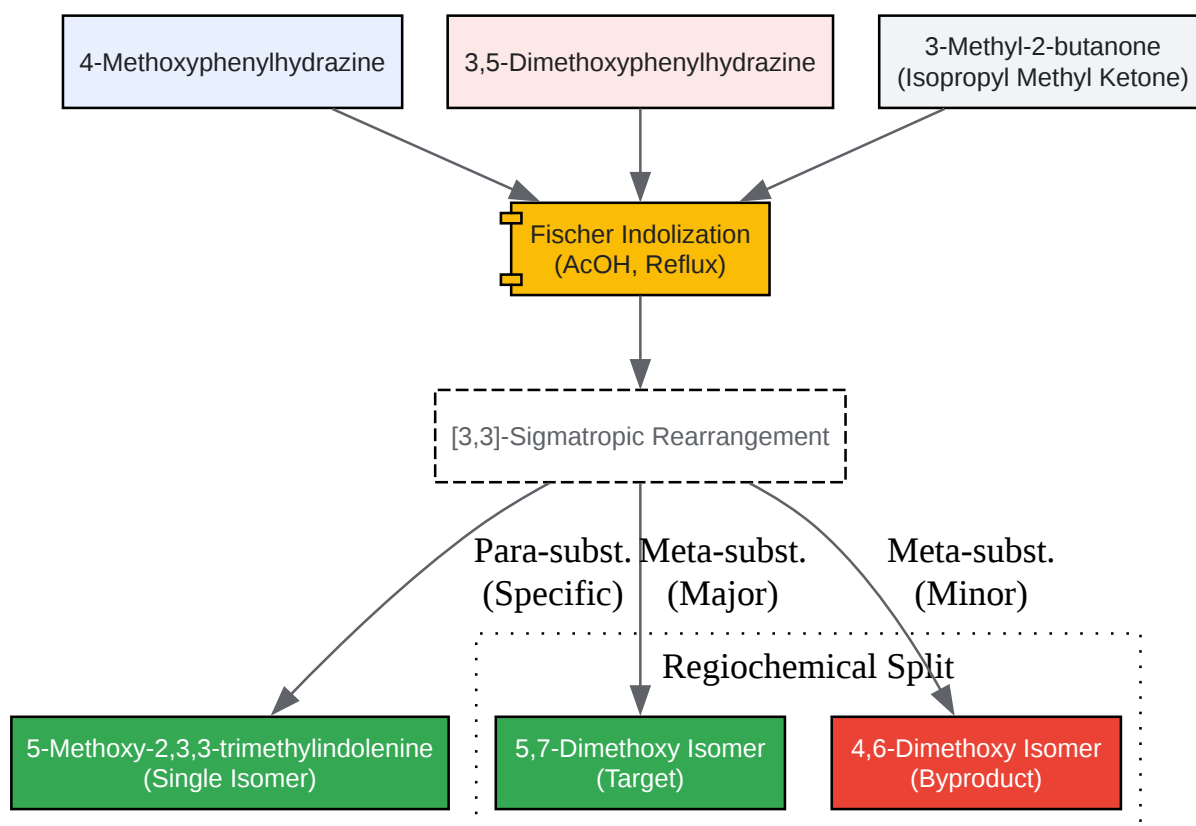 4-Methoxyphenylhydrazine
3,5-Dimethoxyphenylhydrazine
3-Methyl-2-butanone
(Isopropyl Methyl Ketone)
Fischer Indolization
(AcOH, Reflux)
[3,3]-Sigmatropic Rearrangement
Para-subst.
(Specific)
Meta-subst.
(Major)
Meta-subst.
(Minor)
Regiochemical Split
5-Methoxy-2,3,3-trimethylindolenine
(Single Isomer)
5,7-Dimethoxy Isomer
(Target)
4,6-Dimethoxy Isomer
(Byproduct)